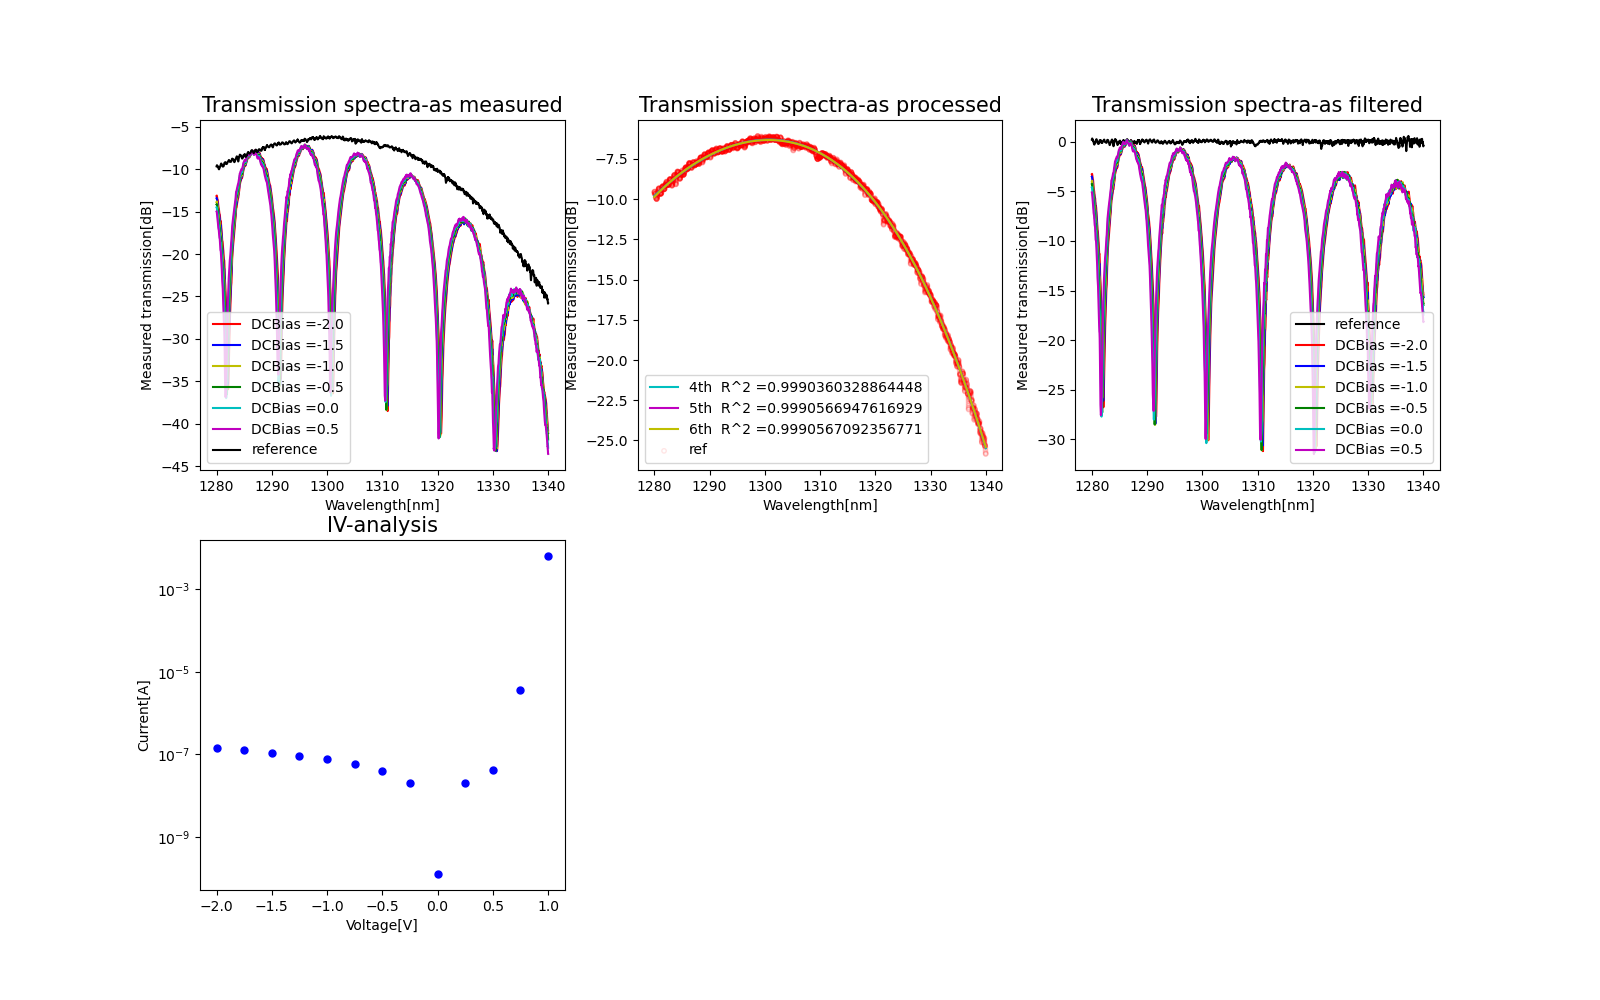 Transmission spectra-as measured
Measured transmission[dB]
−5
−10
−15
−20
−25
−30
−35
−40
−45
DCBias =-2.0
DCBias =-1.5
DCBias =-1.0
DCBias =-0.5
DCBias =0.0
DCBias =0.5
reference
1280 1290 1300 1310 1320 1330 1340
Wavelength[nm]
Transmission spectra-as processed
Measured transmission[dB]
−7.5
−10.0
−12.5
−15.0
−17.5
−20.0
−22.5
−25.0
4th R^2 =0.9990360328864448
5th R^2 =0.9990566947616929
6th R^2 =0.9990567092356771
ref
1280 1290 1300 1310 1320 1330 1340
Wavelength[nm]
Transmission spectra-as filtered
Measured transmission[dB]
0
−5
−10
−15
−20
−25
−30
reference
DCBias =-2.0
DCBias =-1.5
DCBias =-1.0
DCBias =-0.5
DCBias =0.0
DCBias =0.5
1280 1290 1300 1310 1320 1330 1340
Wavelength[nm]
IV-analysis
Current[A]
10⁻³
10⁻⁵
10⁻⁷
10⁻⁹
−2.0 −1.5 −1.0 −0.5 0.0 0.5 1.0
Voltage[V]